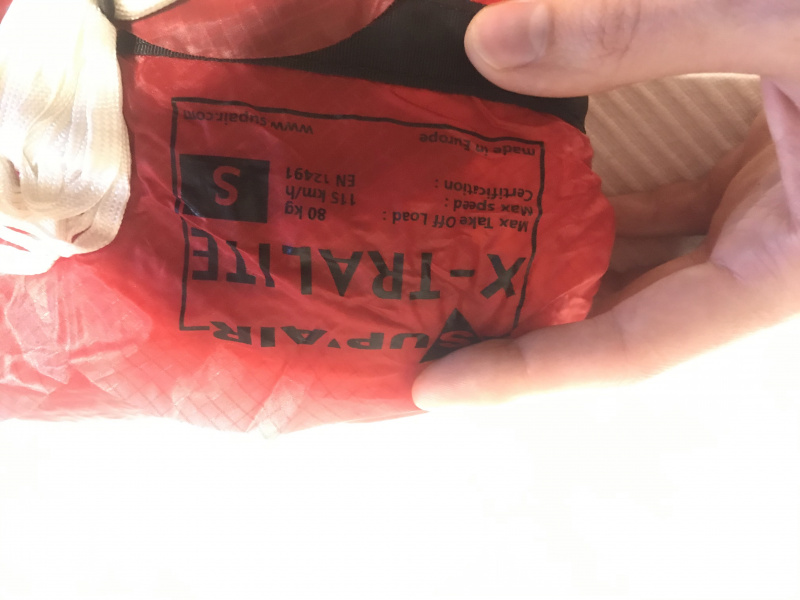 SUP'AIR
X-TRALITE
Max Take Off Load : 80 kg
Max speed : 115 km/h
Certification : EN 12491
S
made in Europe www.supair.com